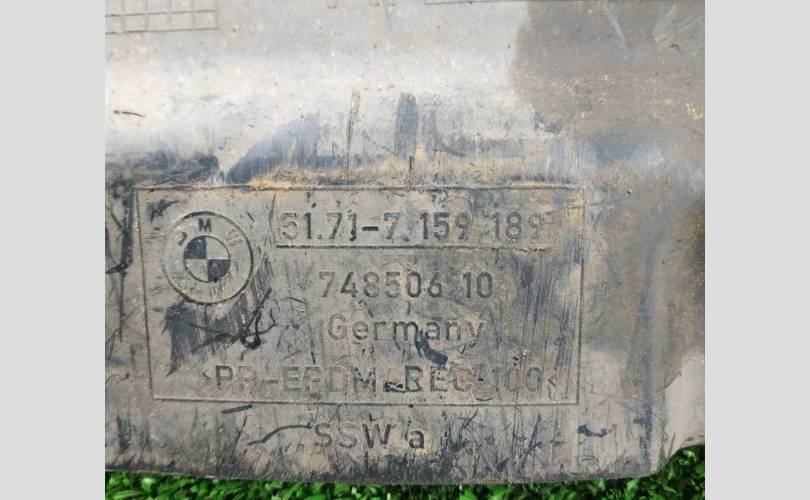 BMW
51.71-7 159 189
748506 10
Germany
>PP-EPDM-REC 100<
SSW a